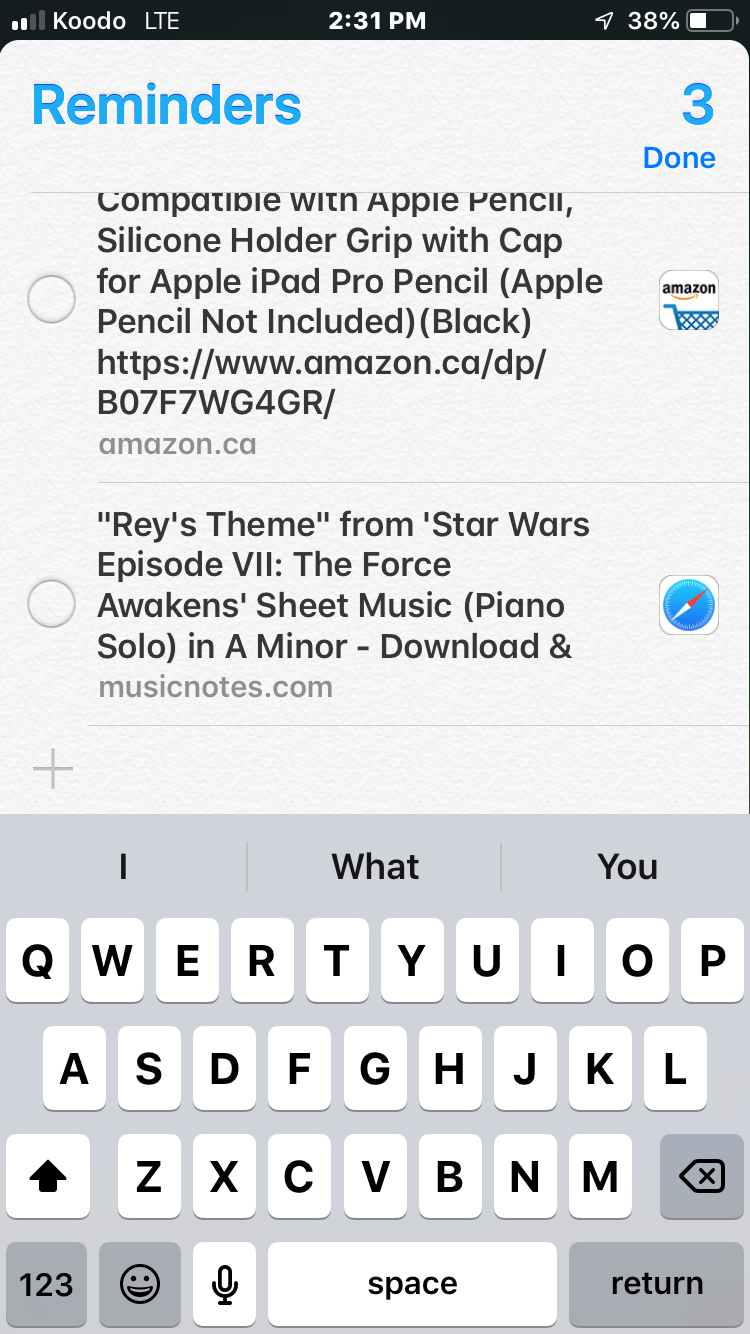 Koodo LTE 2:31 PM 38%
Reminders 3
Done
Compatible with Apple Pencil,
Silicone Holder Grip with Cap
for Apple iPad Pro Pencil (Apple
Pencil Not Included)(Black)
https://www.amazon.ca/dp/
B07F7WG4GR/
amazon.ca
amazon
"Rey's Theme" from 'Star Wars
Episode VII: The Force
Awakens' Sheet Music (Piano
Solo) in A Minor - Download &
musicnotes.com
I What You
Q W E R T Y U I O P
A S D F G H J K L
Z X C V B N M
123 space return